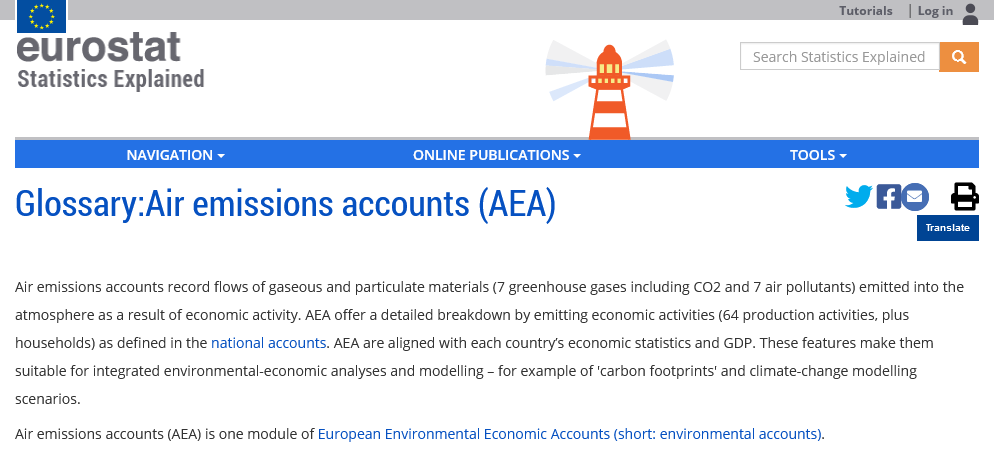 Tutorials | Log in
eurostat
Statistics Explained
Search Statistics Explained
NAVIGATION ONLINE PUBLICATIONS TOOLS
Glossary:Air emissions accounts (AEA)
Translate
Air emissions accounts record flows of gaseous and particulate materials (7 greenhouse gases including CO2 and 7 air pollutants) emitted into the
atmosphere as a result of economic activity. AEA offer a detailed breakdown by emitting economic activities (64 production activities, plus
households) as defined in the national accounts. AEA are aligned with each country’s economic statistics and GDP. These features make them
suitable for integrated environmental-economic analyses and modelling – for example of 'carbon footprints' and climate-change modelling
scenarios.
Air emissions accounts (AEA) is one module of European Environmental Economic Accounts (short: environmental accounts).